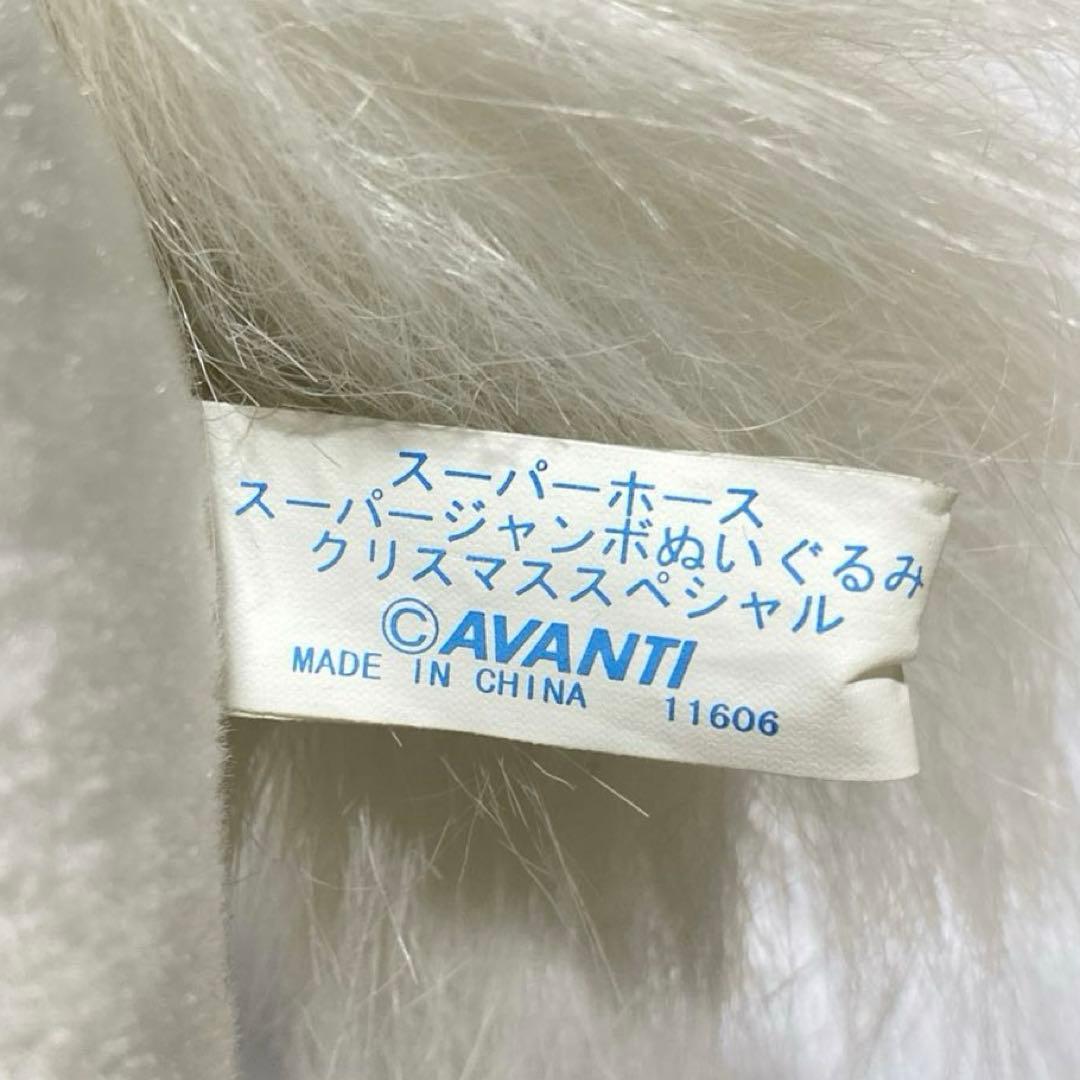 スーパーホース
スーパージャンボぬいぐるみ
クリスマススペシャル
©AVANTI
MADE IN CHINA 11606